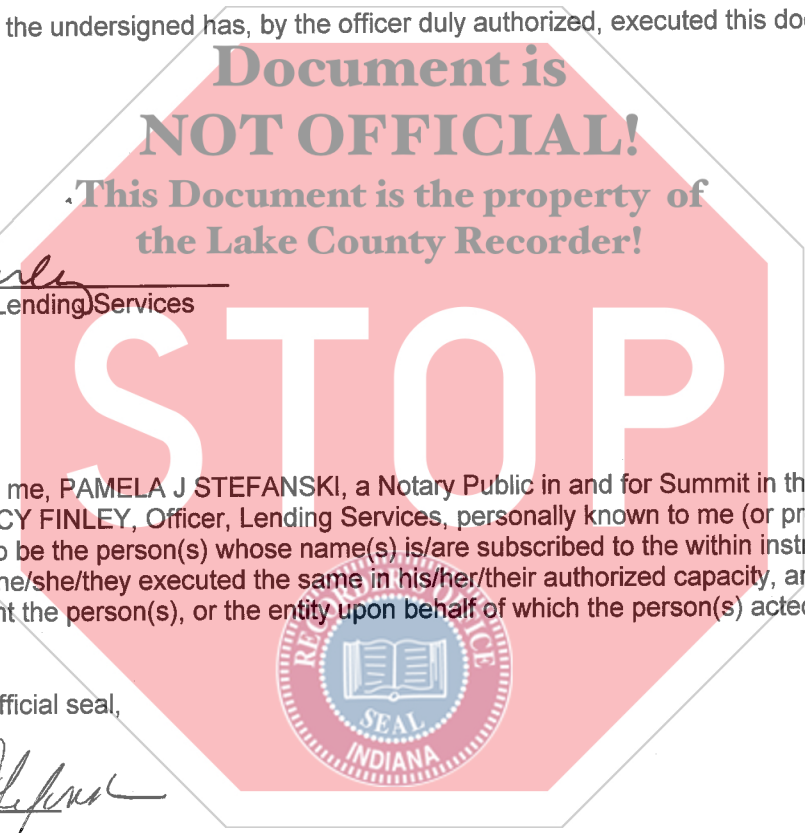 the undersigned has, by the officer duly authorized, executed this do
Document is
NOT OFFICIAL!
This Document is the property of
the Lake County Recorder!
Lending Services
STOP
me, PAMELA J STEFANSKI, a Notary Public in and for Summit in th
CY FINLEY, Officer, Lending Services, personally known to me (or pr
o be the person(s) whose name(s) is/are subscribed to the within inst
he/she/they executed the same in his/her/their authorized capacity, a
nt the person(s), or the entity upon behalf of which the person(s) acte
RECORDER'S OFFICE
SEAL
INDIANA
fficial seal,